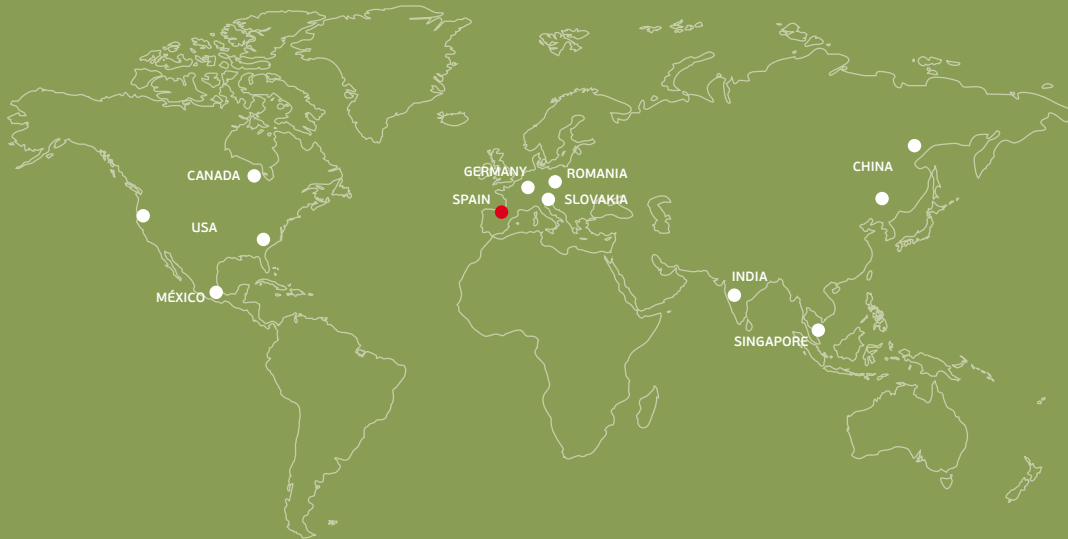 CANADA
USA
MÉXICO
GERMANY
ROMANIA
SPAIN
SLOVAKIA
CHINA
INDIA
SINGAPORE